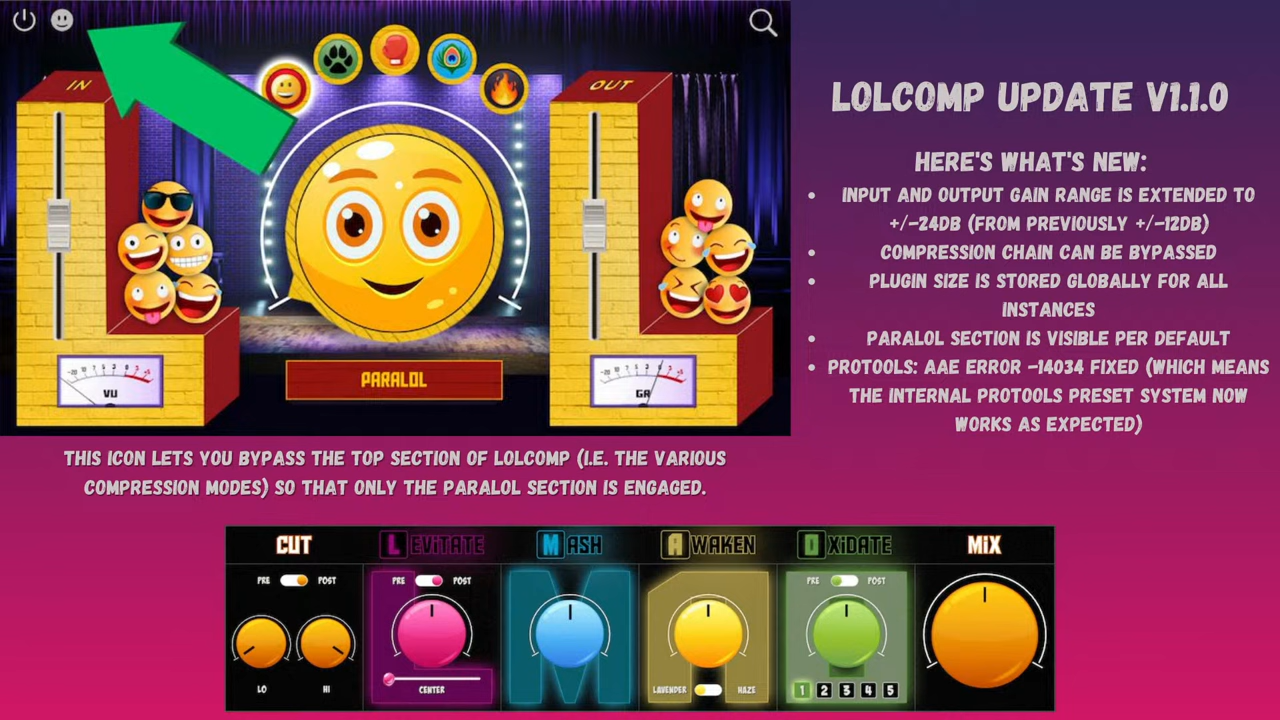 IN
OUT
VU
GR
PARALOL
LOLCOMP UPDATE V1.1.0
HERE'S WHAT'S NEW:
• INPUT AND OUTPUT GAIN RANGE IS EXTENDED TO
+/-24DB (FROM PREVIOUSLY +/-12DB)
• COMPRESSION CHAIN CAN BE BYPASSED
• PLUGIN SIZE IS STORED GLOBALLY FOR ALL
INSTANCES
• PARALOL SECTION IS VISIBLE PER DEFAULT
• PROTOOLS: AAE ERROR -14034 FIXED (WHICH MEANS
THE INTERNAL PROTOOLS PRESET SYSTEM NOW
WORKS AS EXPECTED)
THIS ICON LETS YOU BYPASS THE TOP SECTION OF LOLCOMP (I.E. THE VARIOUS
COMPRESSION MODES) SO THAT ONLY THE PARALOL SECTION IS ENGAGED.
CUT LEVITATE MASH AWAKEN OXIDATE MIX
PRE POST PRE POST PRE POST
LO HI CENTER LAVENDER HAZE 1 2 3 4 5